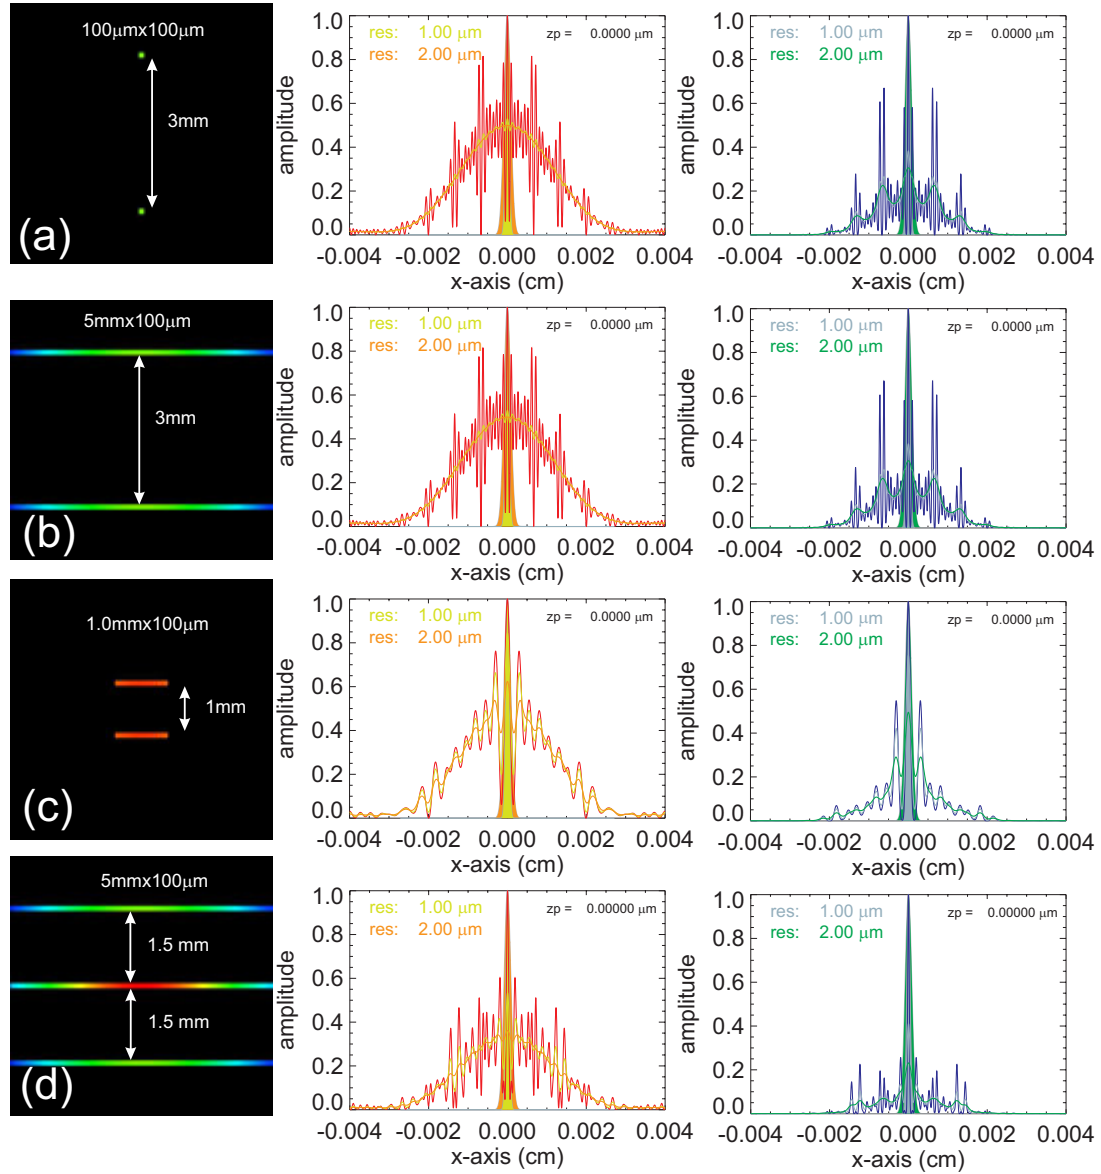 100μmx100μm
3mm
(a)
1.0
0.8
0.6
0.4
0.2
0.0
amplitude
res: 1.00 μm
res: 2.00 μm
zp = 0.0000 μm
-0.004 -0.002 0.000 0.002 0.004
x-axis (cm)
1.0
0.8
0.6
0.4
0.2
0.0
amplitude
res: 1.00 μm
res: 2.00 μm
zp = 0.0000 μm
-0.004 -0.002 0.000 0.002 0.004
x-axis (cm)
5mmx100μm
3mm
(b)
1.0
0.8
0.6
0.4
0.2
0.0
amplitude
res: 1.00 μm
res: 2.00 μm
zp = 0.0000 μm
-0.004 -0.002 0.000 0.002 0.004
x-axis (cm)
1.0
0.8
0.6
0.4
0.2
0.0
amplitude
res: 1.00 μm
res: 2.00 μm
zp = 0.0000 μm
-0.004 -0.002 0.000 0.002 0.004
x-axis (cm)
1.0mmx100μm
1mm
(c)
1.0
0.8
0.6
0.4
0.2
0.0
amplitude
res: 1.00 μm
res: 2.00 μm
zp = 0.0000 μm
-0.004 -0.002 0.000 0.002 0.004
x-axis (cm)
1.0
0.8
0.6
0.4
0.2
0.0
amplitude
res: 1.00 μm
res: 2.00 μm
zp = 0.0000 μm
-0.004 -0.002 0.000 0.002 0.004
x-axis (cm)
5mmx100μm
1.5 mm
1.5 mm
(d)
1.0
0.8
0.6
0.4
0.2
0.0
amplitude
res: 1.00 μm
res: 2.00 μm
zp = 0.00000 μm
-0.004 -0.002 0.000 0.002 0.004
x-axis (cm)
1.0
0.8
0.6
0.4
0.2
0.0
amplitude
res: 1.00 μm
res: 2.00 μm
zp = 0.00000 μm
-0.004 -0.002 0.000 0.002 0.004
x-axis (cm)